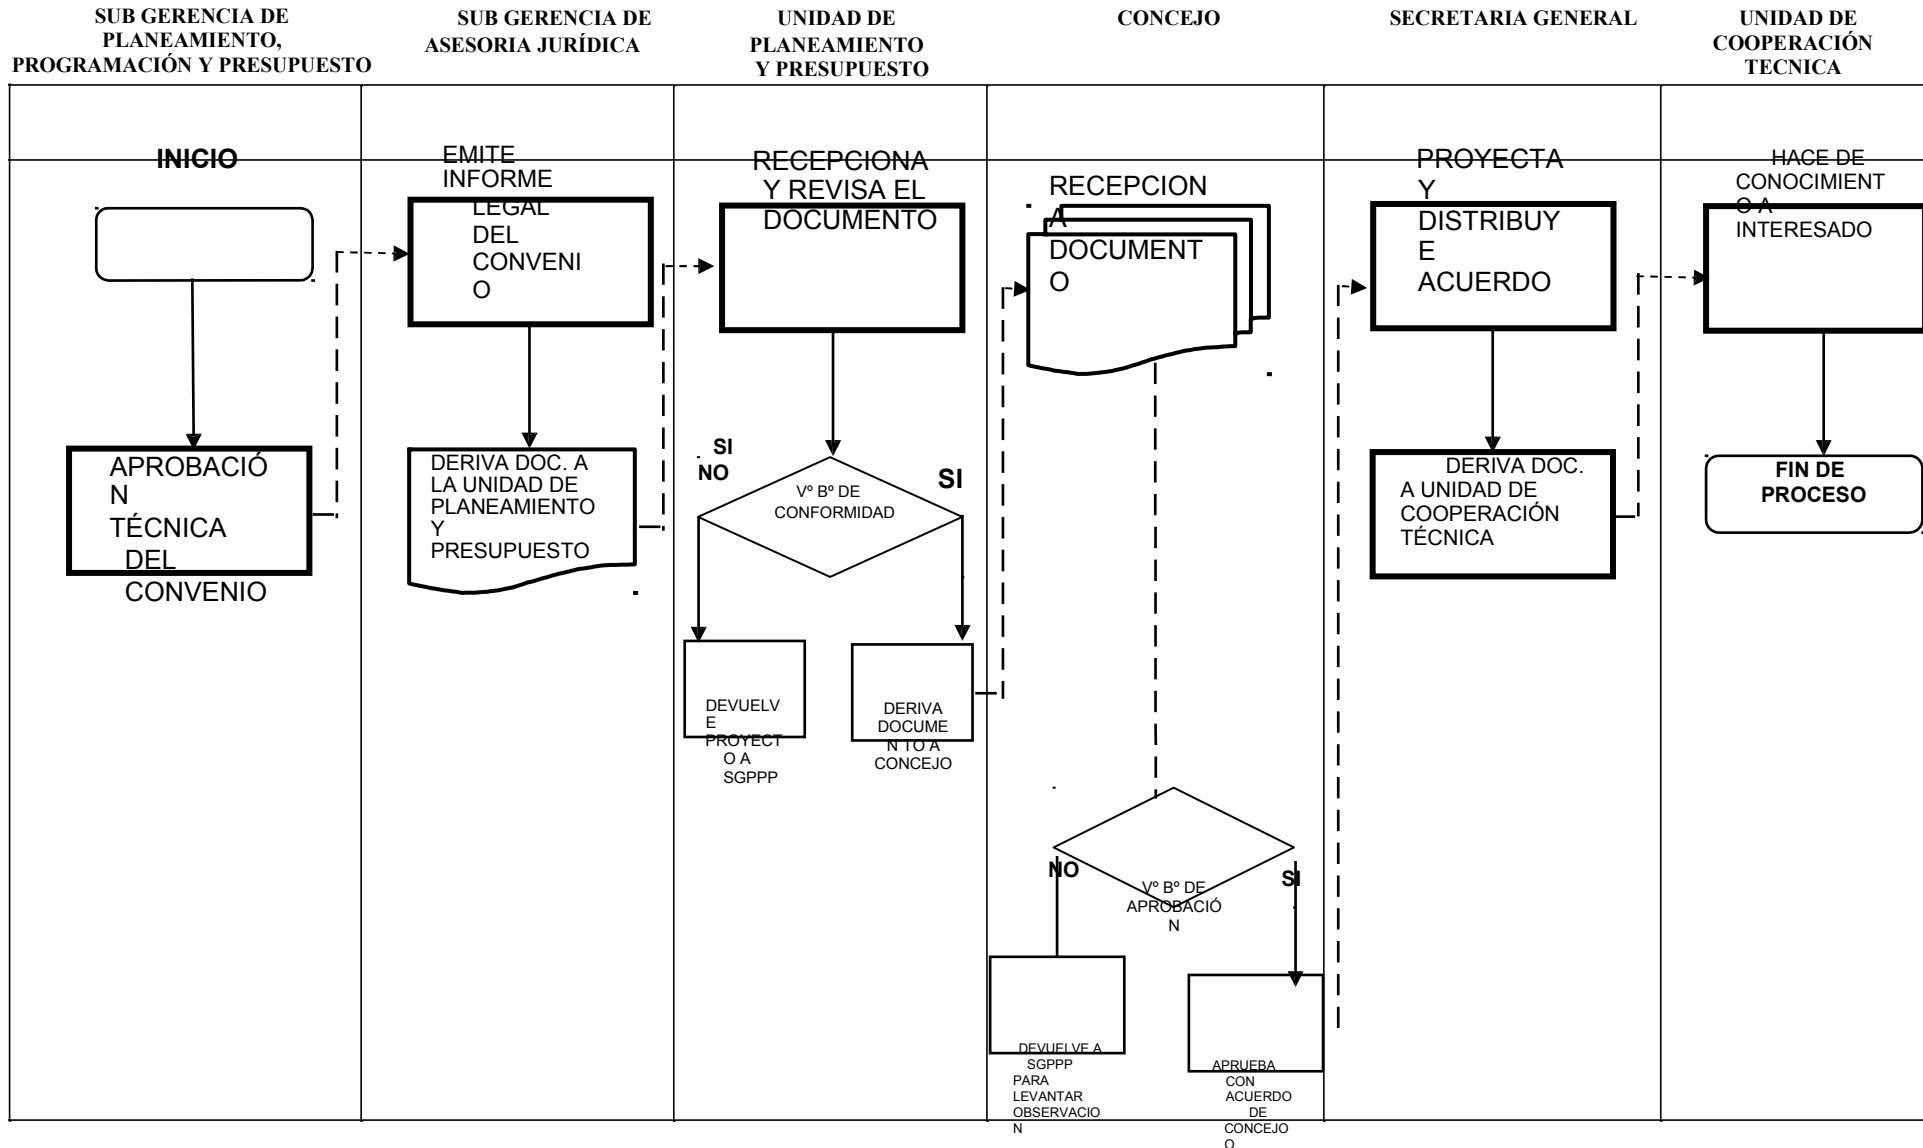 SUB GERENCIA DE
PLANEAMIENTO,
PROGRAMACIÓN Y PRESUPUESTO
SUB GERENCIA DE
ASESORIA JURÍDICA
UNIDAD DE
PLANEAMIENTO
Y PRESUPUESTO
CONCEJO
SECRETARIA GENERAL
UNIDAD DE
COOPERACIÓN
TECNICA
INICIO
APROBACIÓ
N
TÉCNICA
DEL
CONVENIO
EMITE
INFORME
LEGAL
DEL
CONVENI
O
DERIVA DOC. A
LA UNIDAD DE
PLANEAMIENTO
Y
PRESUPUESTO
RECEPCIONA
Y REVISA EL
DOCUMENTO
SI
NO
Vº Bº DE
CONFORMIDAD
SI
DEVUELV
E
PROYECT
O A
SGPPP
DERIVA
DOCUME
N TO A
CONCEJO
RECEPCION
A
DOCUMENT
O
NO
Vº Bº DE
APROBACIÓ
N
SI
DEVUELVE A
SGPPP
PARA
LEVANTAR
OBSERVACIO
N
APRUEBA
CON
ACUERDO
DE
CONCEJO
O
PROYECTA
Y
DISTRIBUY
E
ACUERDO
DERIVA DOC.
A UNIDAD DE
COOPERACIÓN
TÉCNICA
HACE DE
CONOCIMIENT
O A
INTERESADO
FIN DE
PROCESO